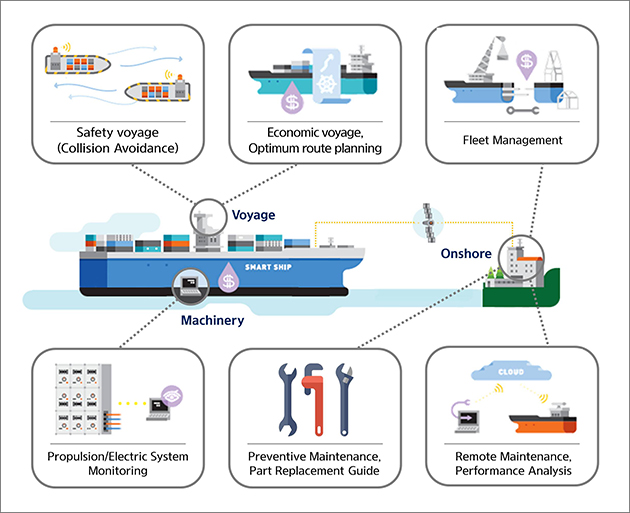 Safety voyage
(Collision Avoidance)
Economic voyage,
Optimum route planning
Fleet Management
Voyage
Onshore
SMART SHIP
$
$
$
Machinery
Propulsion/Electric System
Monitoring
Preventive Maintenance,
Part Replacement Guide
CLOUD
Remote Maintenance,
Performance Analysis